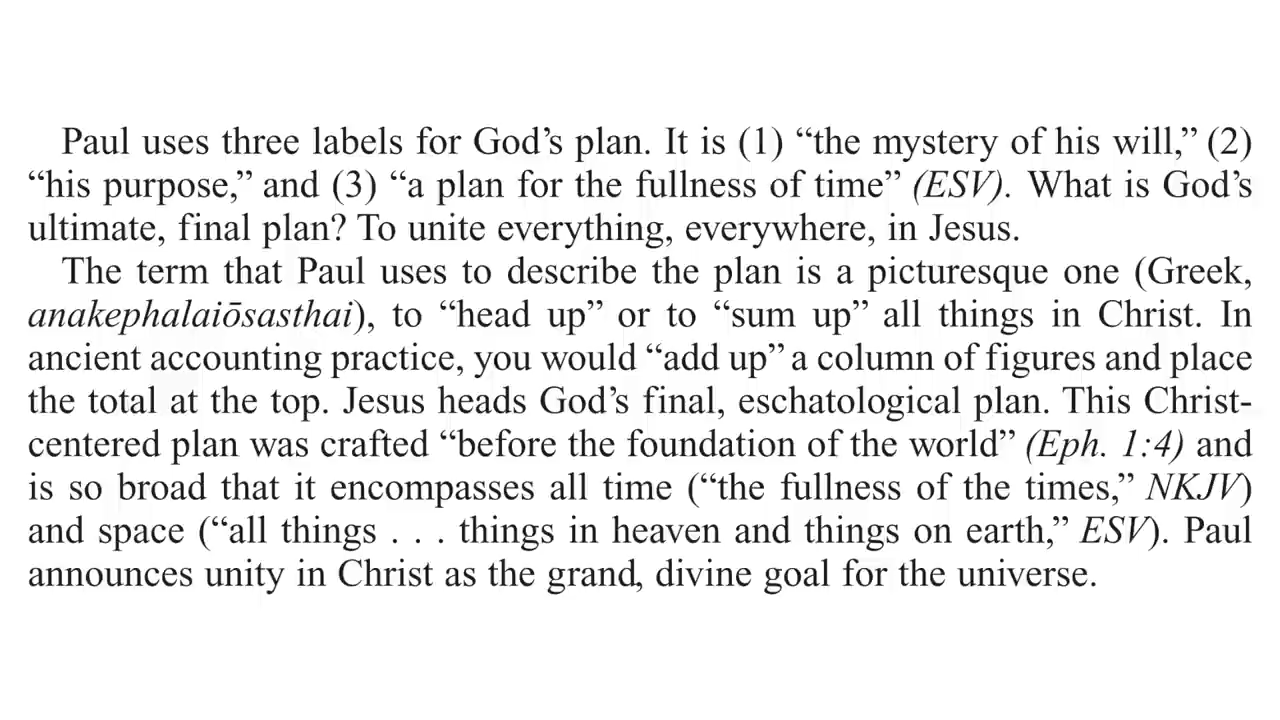 Paul uses three labels for God’s plan. It is (1) “the mystery of his will,” (2)
“his purpose,” and (3) “a plan for the fullness of time” (ESV). What is God’s
ultimate, final plan? To unite everything, everywhere, in Jesus.
The term that Paul uses to describe the plan is a picturesque one (Greek,
anakephalaiōsasthai), to “head up” or to “sum up” all things in Christ. In
ancient accounting practice, you would “add up” a column of figures and place
the total at the top. Jesus heads God’s final, eschatological plan. This Christ-
centered plan was crafted “before the foundation of the world” (Eph. 1:4) and
is so broad that it encompasses all time (“the fullness of the times,” NKJV)
and space (“all things . . . things in heaven and things on earth,” ESV). Paul
announces unity in Christ as the grand, divine goal for the universe.